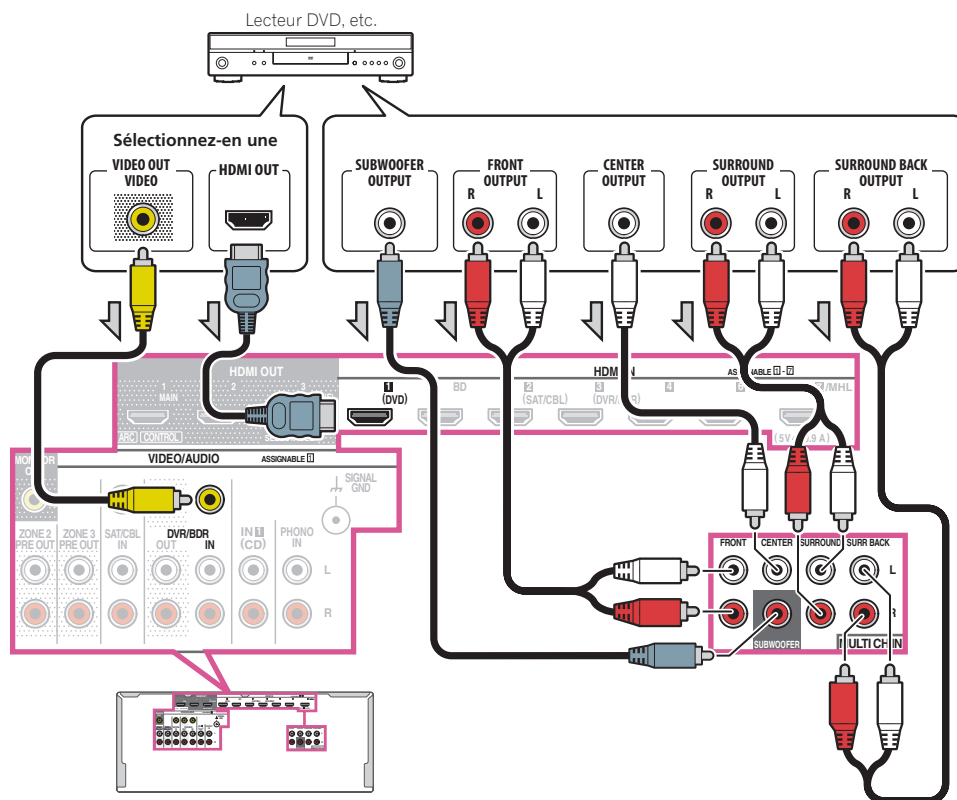 Lecteur DVD, etc.
Sélectionnez-en une
VIDEO OUT
VIDEO
HDMI OUT
SUBWOOFER
OUTPUT
FRONT
OUTPUT
R L
CENTER
OUTPUT
SURROUND
OUTPUT
R L
SURROUND BACK
OUTPUT
R L
HDMI OUT
1
MAIN
2
3
ARC CONTROL
HDMI IN
1
(DVD)
BD
2
(SAT/CBL)
3
4
/MHL
VIDEO/AUDIO
ASSIGNABLE 1
SIGNAL
GND
ZONE 2
PRE OUT
ZONE 3
PRE OUT
SAT/CBL
IN
DVR/BDR
OUT IN
IN 1
(CD)
PHONO
IN
L
R
FRONT CENTER SURROUND SURR BACK
L
R
SUBWOOFER
MULTI CH IN